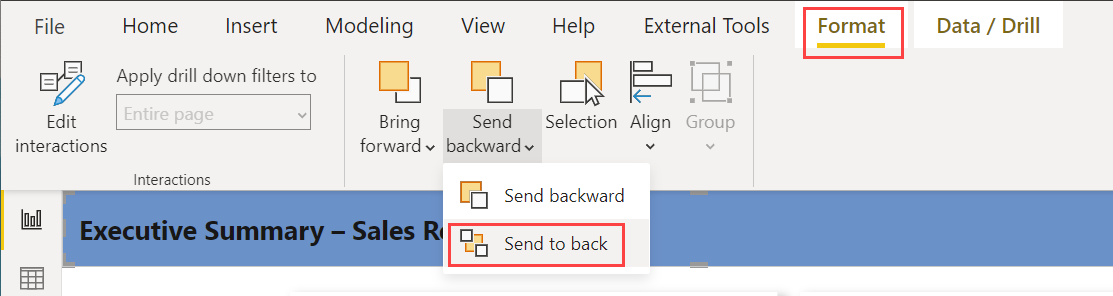 File Home Insert Modeling View Help External Tools Format Data / Drill
Apply drill down filters to
Entire page
Edit
interactions
Interactions
Bring
forward
Send
backward
Selection
Align
Group
Send backward
Send to back
Executive Summary – Sales